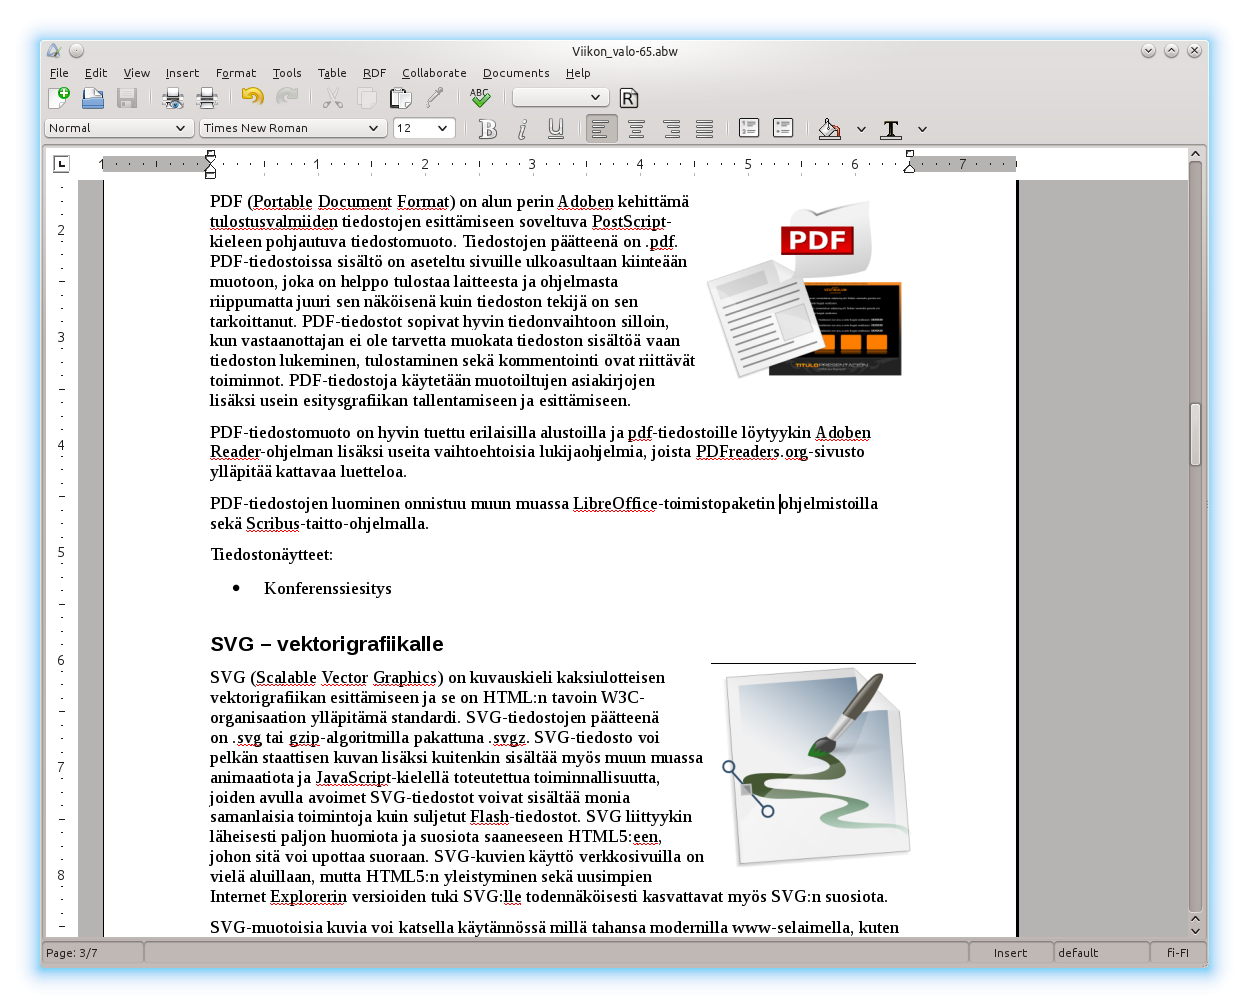 Viikon_valo-65.abw
File Edit View Insert Format Tools Table RDF Collaborate Documents Help
ABC R
Normal Times New Roman 12 B i U T
1 1 2 3 4 5 6 7
PDF (Portable Document Format) on alun perin Adoben kehittämä
tulostusvalmiiden tiedostojen esittämiseen soveltuva PostScript-
kieleen pohjautuva tiedostomuoto. Tiedostojen päätteenä on .pdf.
PDF-tiedostoissa sisältö on aseteltu sivuille ulkoasultaan kiinteään
muotoon, joka on helppo tulostaa laitteesta ja ohjelmasta
riippumatta juuri sen näköisenä kuin tiedoston tekijä on sen
tarkoittanut. PDF-tiedostot sopivat hyvin tiedonvaihtoon silloin,
kun vastaanottajan ei ole tarvetta muokata tiedoston sisältöä vaan
tiedoston lukeminen, tulostaminen sekä kommentointi ovat riittävät
toiminnot. PDF-tiedostoja käytetään muotoiltujen asiakirjojen
lisäksi usein esitysgrafiikan tallentamiseen ja esittämiseen.
PDF
TITULOPRESENTACION
PDF-tiedostomuoto on hyvin tuettu erilaisilla alustoilla ja pdf-tiedostoille löytyykin Adoben
Reader-ohjelman lisäksi useita vaihtoehtoisia lukijaohjelmia, joista PDFreaders.org-sivusto
ylläpitää kattavaa luetteloa.
PDF-tiedostojen luominen onnistuu muun muassa LibreOffice-toimistopaketin ohjelmistoilla
sekä Scribus-taitto-ohjelmalla.
Tiedostonäytteet:
• Konferenssiesitys
SVG – vektorigrafiikalle
SVG (Scalable Vector Graphics) on kuvauskieli kaksiulotteisen
vektorigrafiikan esittämiseen ja se on HTML:n tavoin W3C-
organisaation ylläpitämä standardi. SVG-tiedostojen päätteenä
on .svg tai gzip-algoritmilla pakattuna .svgz. SVG-tiedosto voi
pelkän staattisen kuvan lisäksi kuitenkin sisältää myös muun muassa
animaatiota ja JavaScript-kielellä toteutettua toiminnallisuutta,
joiden avulla avoimet SVG-tiedostot voivat sisältää monia
samanlaisia toimintoja kuin suljetut Flash-tiedostot. SVG liittyykin
läheisesti paljon huomiota ja suosiota saaneeseen HTML5:een,
johon sitä voi upottaa suoraan. SVG-kuvien käyttö verkkosivuilla on
vielä aluillaan, mutta HTML5:n yleistyminen sekä uusimpien
Internet Explorerin versioiden tuki SVG:lle todennäköisesti kasvattavat myös SVG:n suosiota.
SVG-muotoisia kuvia voi katsella käytännössä millä tahansa modernilla www-selaimella, kuten
2
3
4
5
6
7
8
Page: 3/7 Insert default fi-FI